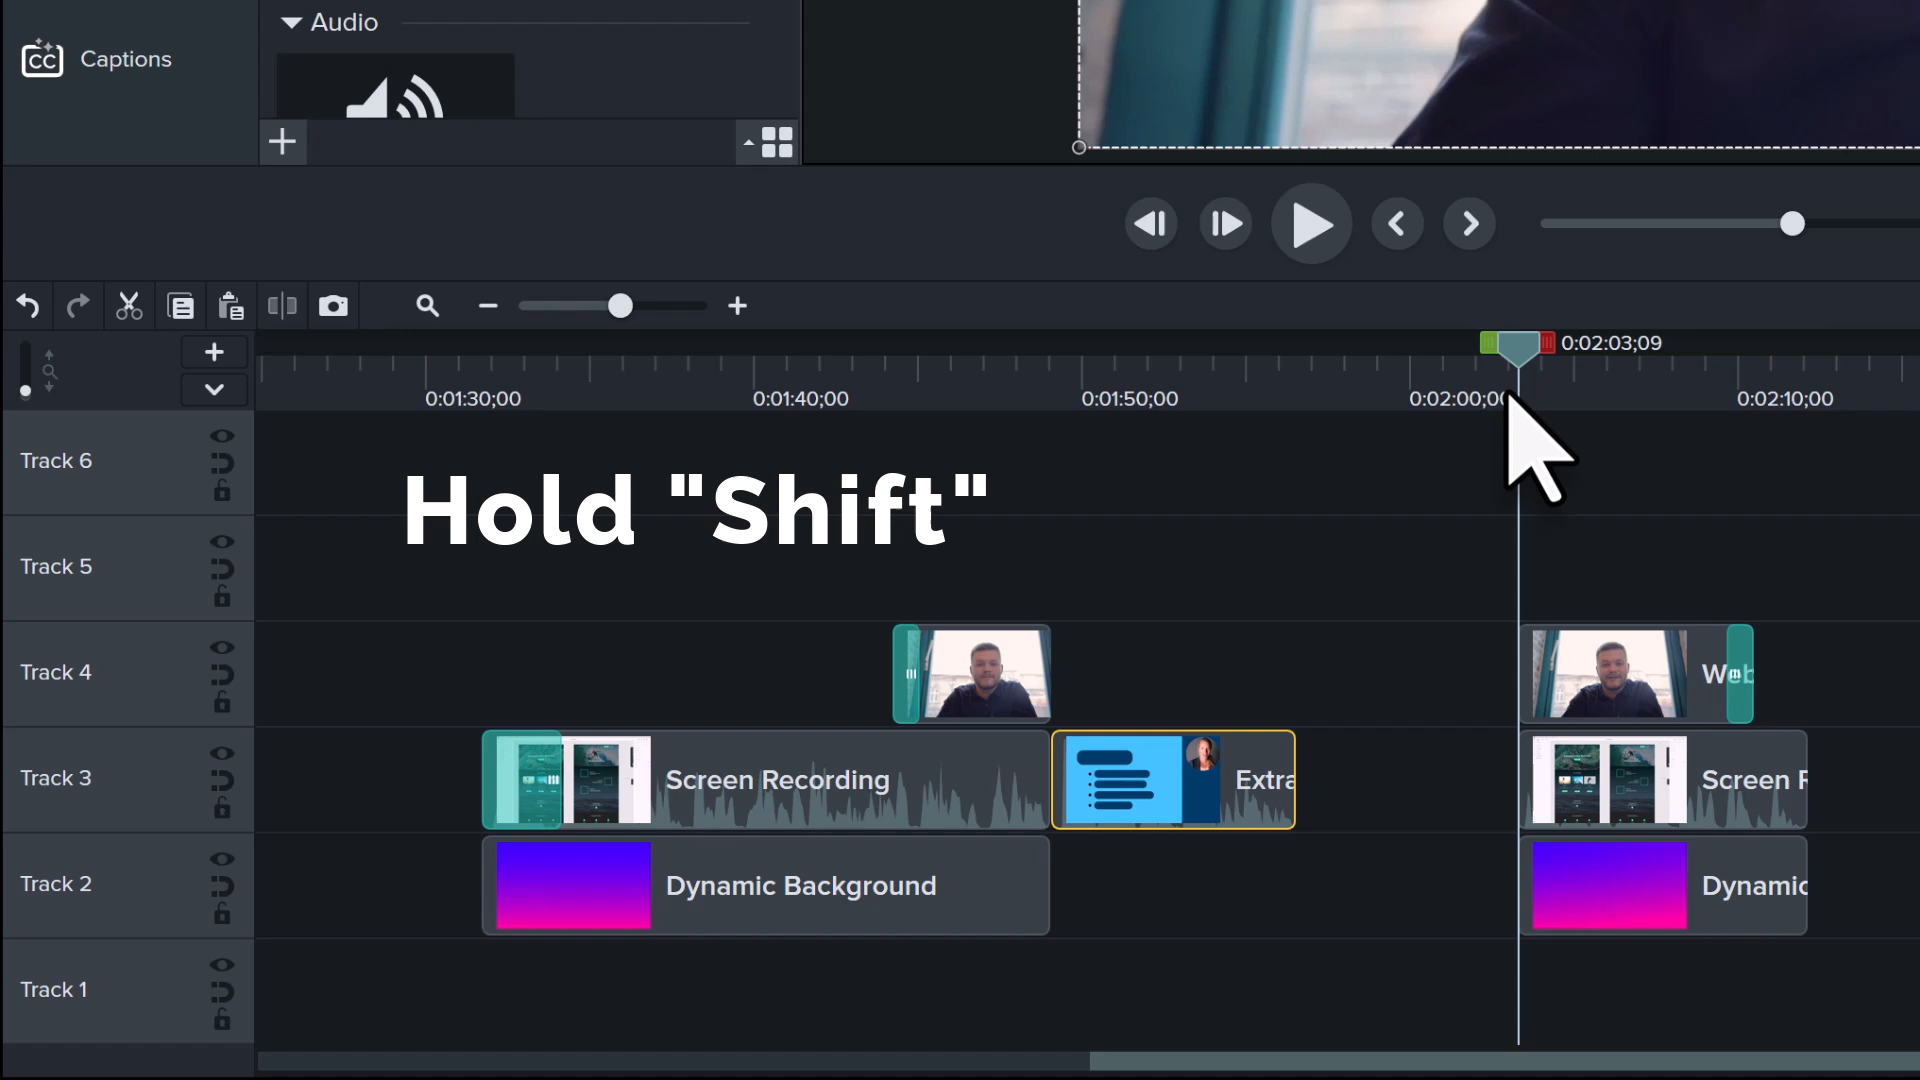 Audio
CC Captions
0:02:03;09
0:01:30;00 0:01:40;00 0:01:50;00 0:02:00;00 0:02:10;00
Track 6
Hold "Shift"
Track 5
Track 4
Web
Track 3
Screen Recording
Extra
Screen R
Track 2
Dynamic Background
Dynamic
Track 1